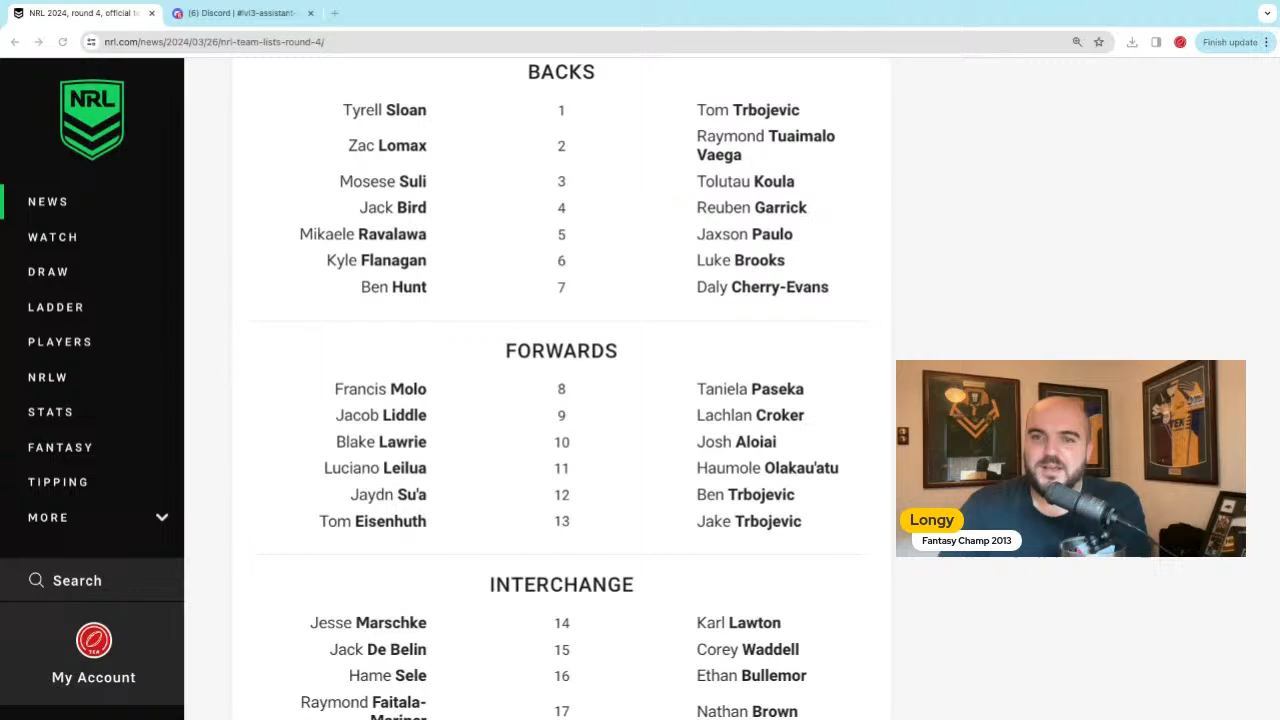 NRL 2024, round 4, official te
(6) Discord | #lvl3-assistant-
nrl.com/news/2024/03/26/nrl-team-lists-round-4/
Finish update
NRL
NEWS
WATCH
DRAW
LADDER
PLAYERS
NRLW
STATS
FANTASY
TIPPING
MORE
Search
TEA
My Account
BACKS
Tyrell Sloan 1 Tom Trbojevic
Zac Lomax 2 Raymond Tuaimalo
Vaega
Mosese Suli 3 Tolutau Koula
Jack Bird 4 Reuben Garrick
Mikaele Ravalawa 5 Jaxson Paulo
Kyle Flanagan 6 Luke Brooks
Ben Hunt 7 Daly Cherry-Evans
FORWARDS
Francis Molo 8 Taniela Paseka
Jacob Liddle 9 Lachlan Croker
Blake Lawrie 10 Josh Aloiai
Luciano Leilua 11 Haumole Olakau'atu
Jaydn Su'a 12 Ben Trbojevic
Tom Eisenhuth 13 Jake Trbojevic
INTERCHANGE
Jesse Marschke 14 Karl Lawton
Jack De Belin 15 Corey Waddell
Hame Sele 16 Ethan Bullemor
Raymond Faitala-
Mariner 17 Nathan Brown
Longy
Fantasy Champ 2013